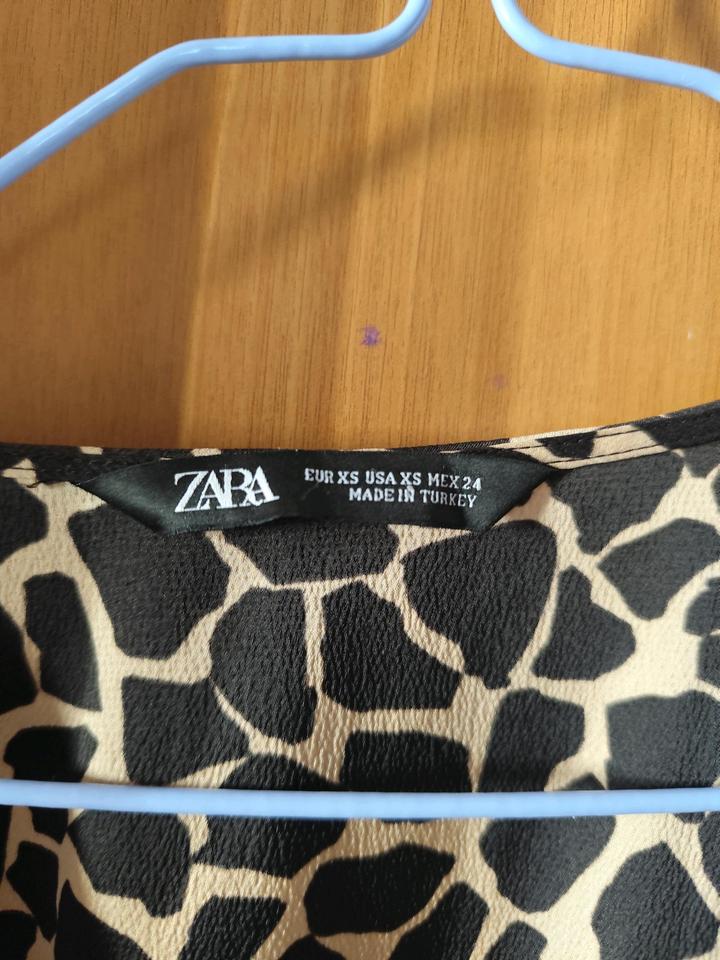 ZARA
EUR XS USA XS MEX 24
MADE IN TURKEY